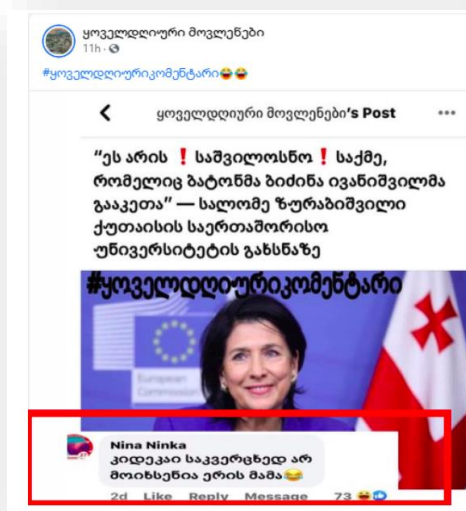 ყოველდღიური მოვლენები
11h ·
#ყოველდღიურიკომენტარი😂😂
ყოველდღიური მოვლენები's Post
“ეს არის ❗ საშვილოსნო ❗ საქმე,
რომელიც ბატონმა ბიძინა ივანიშვილმა
გააკეთა” — სალომე ზურაბიშვილი
ქუთაისის საერთაშორისო
უნივერსიტეტის გახსნაზე
#ყოველდღიურიკომენტარი
European
Commission
Nina Ninka
კიდეკაი საკვერცხედ არ
მოიხსენია ერის მამა😂
2d Like Reply Message 73